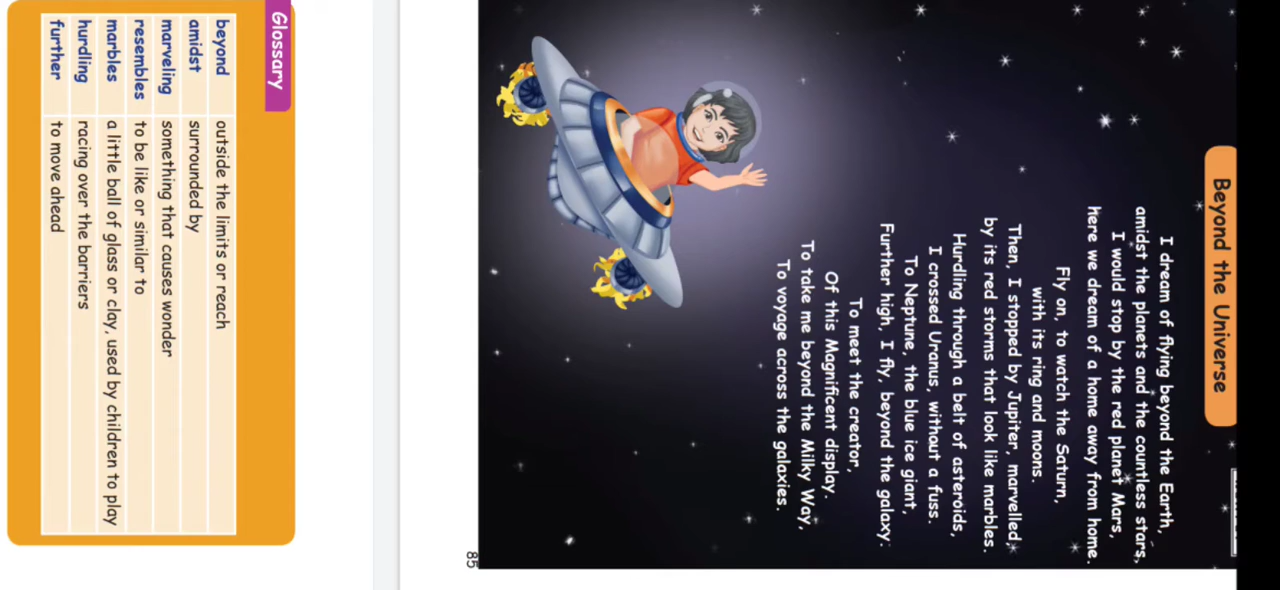 Beyond the Universe
I dream of flying beyond the Earth,
amidst the planets and the countless stars,
I would stop by the red planet Mars,
here we dream of a home away from home.
Fly on, to watch the Saturn,
with its ring and moons.
Then, I stopped by Jupiter, marvelled,
by its red storms that look like marbles.
Hurdling through a belt of asteroids,
I crossed Uranus, without a fuss.
To Neptune, the blue ice giant,
Further high, I fly, beyond the galaxy.
To meet the creator,
Of this Magnificent display.
To take me beyond the Milky Way,
To voyage across the galaxies.
85
Glossary
beyond outside the limits or reach
amidst surrounded by
marveling something that causes wonder
resembles to be like or similar to
marbles a little ball of glass or clay, used by children to play
hurdling racing over the barriers
further to move ahead